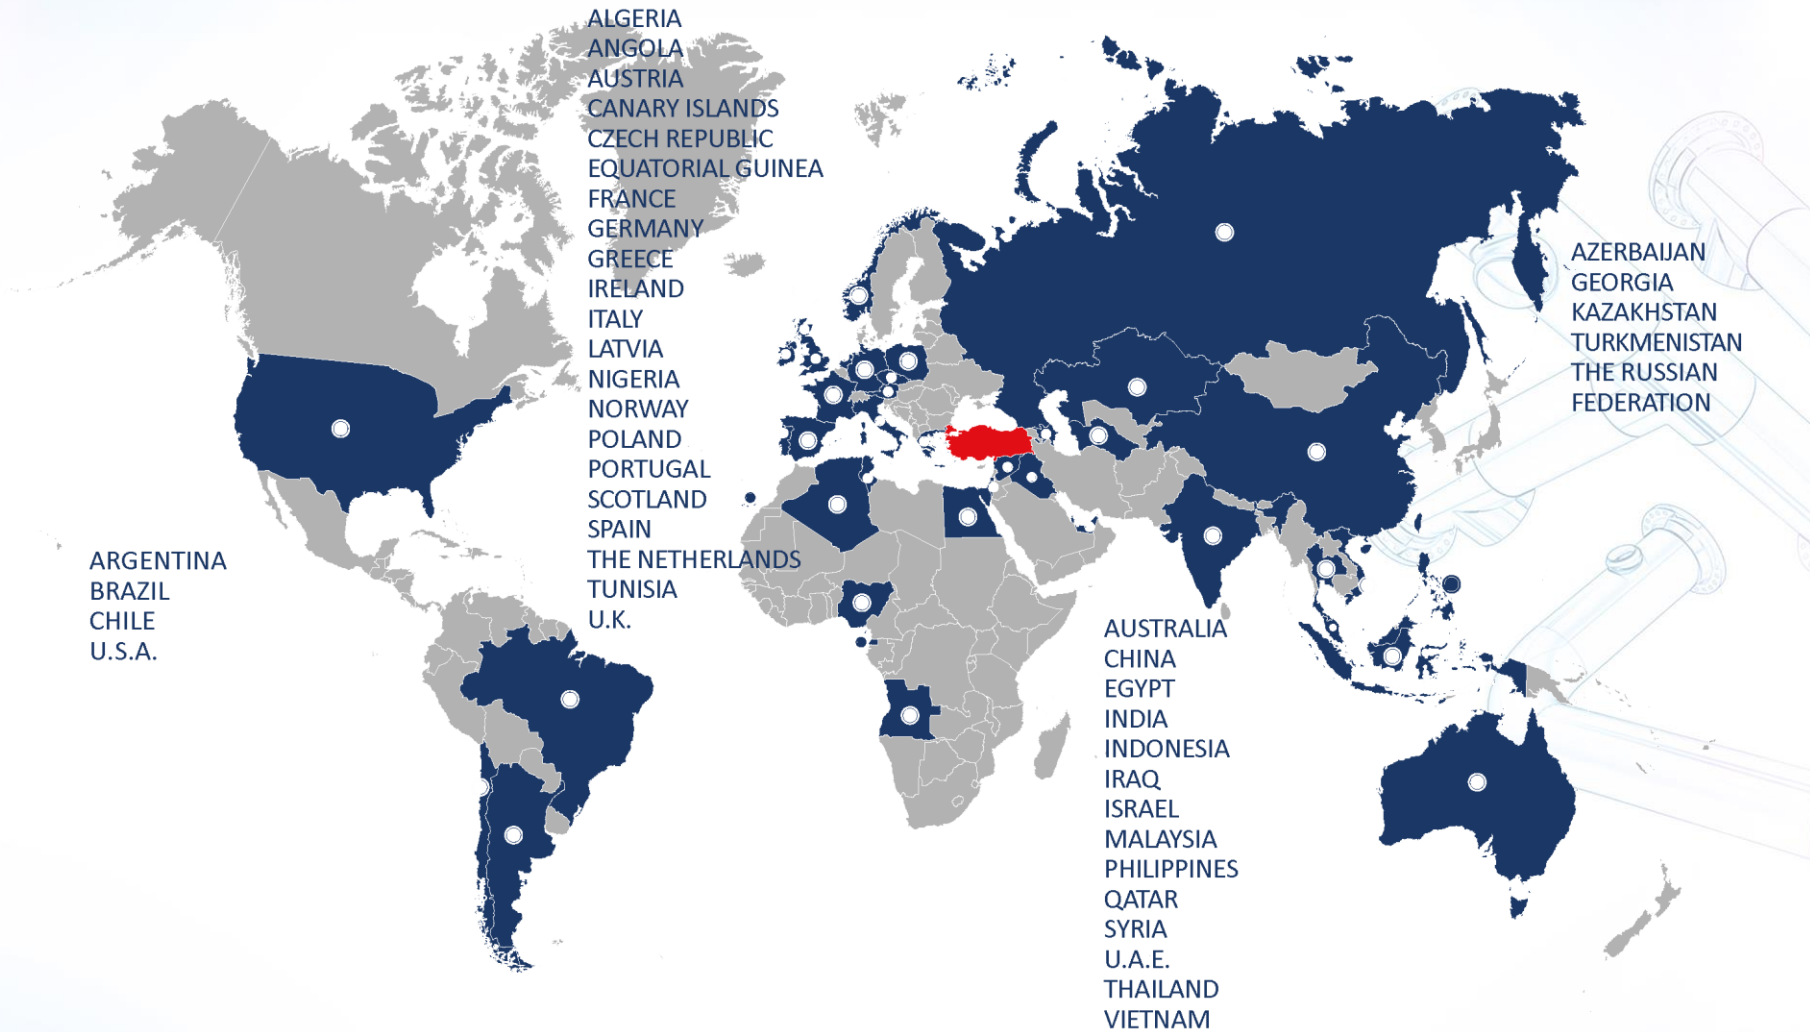 ALGERIA
ANGOLA
AUSTRIA
CANARY ISLANDS
CZECH REPUBLIC
EQUATORIAL GUINEA
FRANCE
GERMANY
GREECE
IRELAND
ITALY
LATVIA
NIGERIA
NORWAY
POLAND
PORTUGAL
SCOTLAND
SPAIN
THE NETHERLANDS
TUNISIA
U.K.
AZERBAIJAN
GEORGIA
KAZAKHSTAN
TURKMENISTAN
THE RUSSIAN
FEDERATION
ARGENTINA
BRAZIL
CHILE
U.S.A.
AUSTRALIA
CHINA
EGYPT
INDIA
INDONESIA
IRAQ
ISRAEL
MALAYSIA
PHILIPPINES
QATAR
SYRIA
U.A.E.
THAILAND
VIETNAM